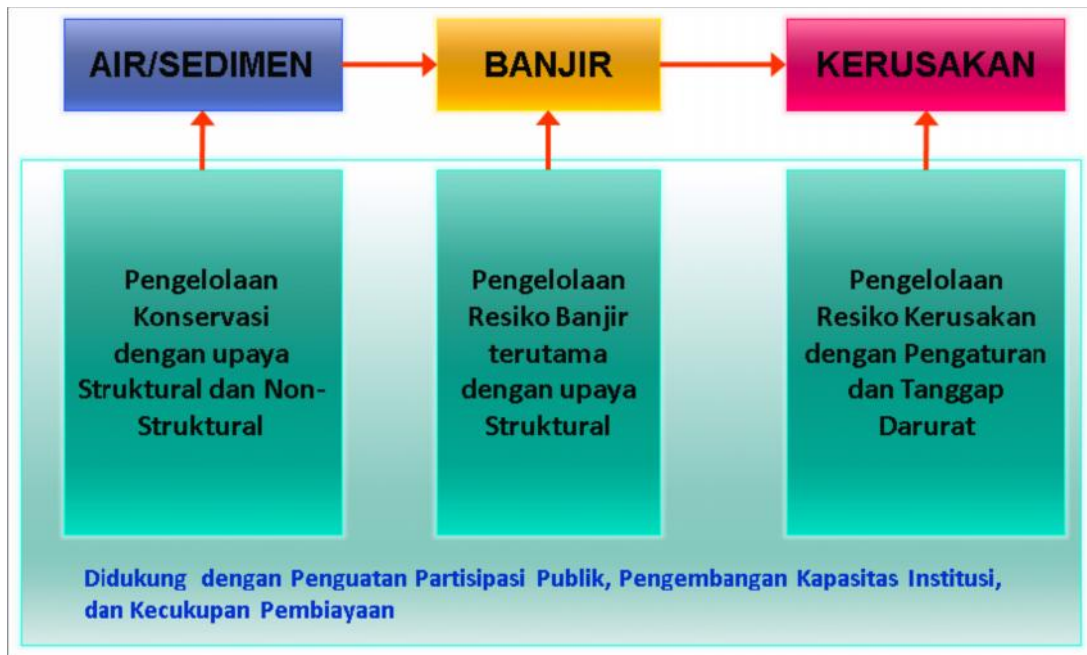 AIR/SEDIMEN
BANJIR
KERUSAKAN
Pengelolaan
Konservasi
dengan upaya
Struktural dan Non-
Struktural
Pengelolaan
Resiko Banjir
terutama
dengan upaya
Struktural
Pengelolaan
Resiko Kerusakan
dengan Pengaturan
dan Tanggap
Darurat
Didukung dengan Penguatan Partisipasi Publik, Pengembangan Kapasitas Institusi,
dan Kecukupan Pembiayaan